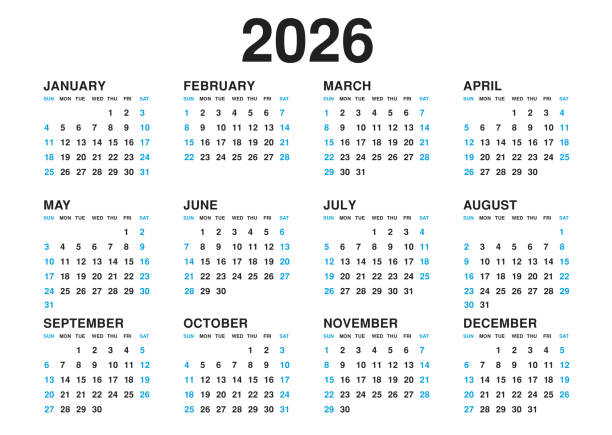 2026
JANUARY
SUN MON TUE WED THU FRI SAT
1 2 3
4 5 6 7 8 9 10
11 12 13 14 15 16 17
18 19 20 21 22 23 24
25 26 27 28 29 30 31
FEBRUARY
SUN MON TUE WED THU FRI SAT
1 2 3 4 5 6 7
8 9 10 11 12 13 14
15 16 17 18 19 20 21
22 23 24 25 26 27 28
MARCH
SUN MON TUE WED THU FRI SAT
1 2 3 4 5 6 7
8 9 10 11 12 13 14
15 16 17 18 19 20 21
22 23 24 25 26 27 28
29 30 31
APRIL
SUN MON TUE WED THU FRI SAT
1 2 3 4
5 6 7 8 9 10 11
12 13 14 15 16 17 18
19 20 21 22 23 24 25
26 27 28 29 30
MAY
SUN MON TUE WED THU FRI SAT
1 2
3 4 5 6 7 8 9
10 11 12 13 14 15 16
17 18 19 20 21 22 23
24 25 26 27 28 29 30
31
JUNE
SUN MON TUE WED THU FRI SAT
1 2 3 4 5 6
7 8 9 10 11 12 13
14 15 16 17 18 19 20
21 22 23 24 25 26 27
28 29 30
JULY
SUN MON TUE WED THU FRI SAT
1 2 3 4
5 6 7 8 9 10 11
12 13 14 15 16 17 18
19 20 21 22 23 24 25
26 27 28 29 30 31
AUGUST
SUN MON TUE WED THU FRI SAT
1
2 3 4 5 6 7 8
9 10 11 12 13 14 15
16 17 18 19 20 21 22
23 24 25 26 27 28 29
30 31
SEPTEMBER
SUN MON TUE WED THU FRI SAT
1 2 3 4 5
6 7 8 9 10 11 12
13 14 15 16 17 18 19
20 21 22 23 24 25 26
27 28 29 30
OCTOBER
SUN MON TUE WED THU FRI SAT
1 2 3
4 5 6 7 8 9 10
11 12 13 14 15 16 17
18 19 20 21 22 23 24
25 26 27 28 29 30 31
NOVEMBER
SUN MON TUE WED THU FRI SAT
1 2 3 4 5 6 7
8 9 10 11 12 13 14
15 16 17 18 19 20 21
22 23 24 25 26 27 28
29 30
DECEMBER
SUN MON TUE WED THU FRI SAT
1 2 3 4 5
6 7 8 9 10 11 12
13 14 15 16 17 18 19
20 21 22 23 24 25 26
27 28 29 30 31